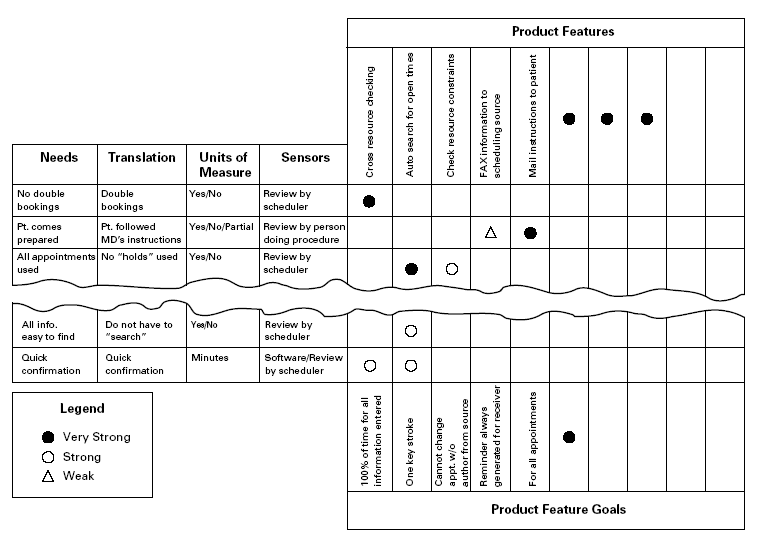 Product Features
Cross resource checking
Auto search for open times
Check resource constraints
FAX information to
scheduling source
Mail instructions to patient
Needs Translation Units of Measure Sensors
No double
bookings
Double
bookings
Yes/No
Review by
scheduler
Pt. comes
prepared
Pt. followed
MD's instructions
Yes/No/Partial
Review by person
doing procedure
All appointments
used
No "holds" used
Yes/No
Review by
scheduler
All info.
easy to find
Do not have to
"search"
Yes/No
Review by
scheduler
Quick
confirmation
Quick
confirmation
Minutes
Software/Review
by scheduler
100% of time for all
information entered
One key stroke
Cannot change
appt. w/o
author from source
Reminder always
generated for receiver
For all appointments
Product Feature Goals
Legend
Very Strong
Strong
Weak